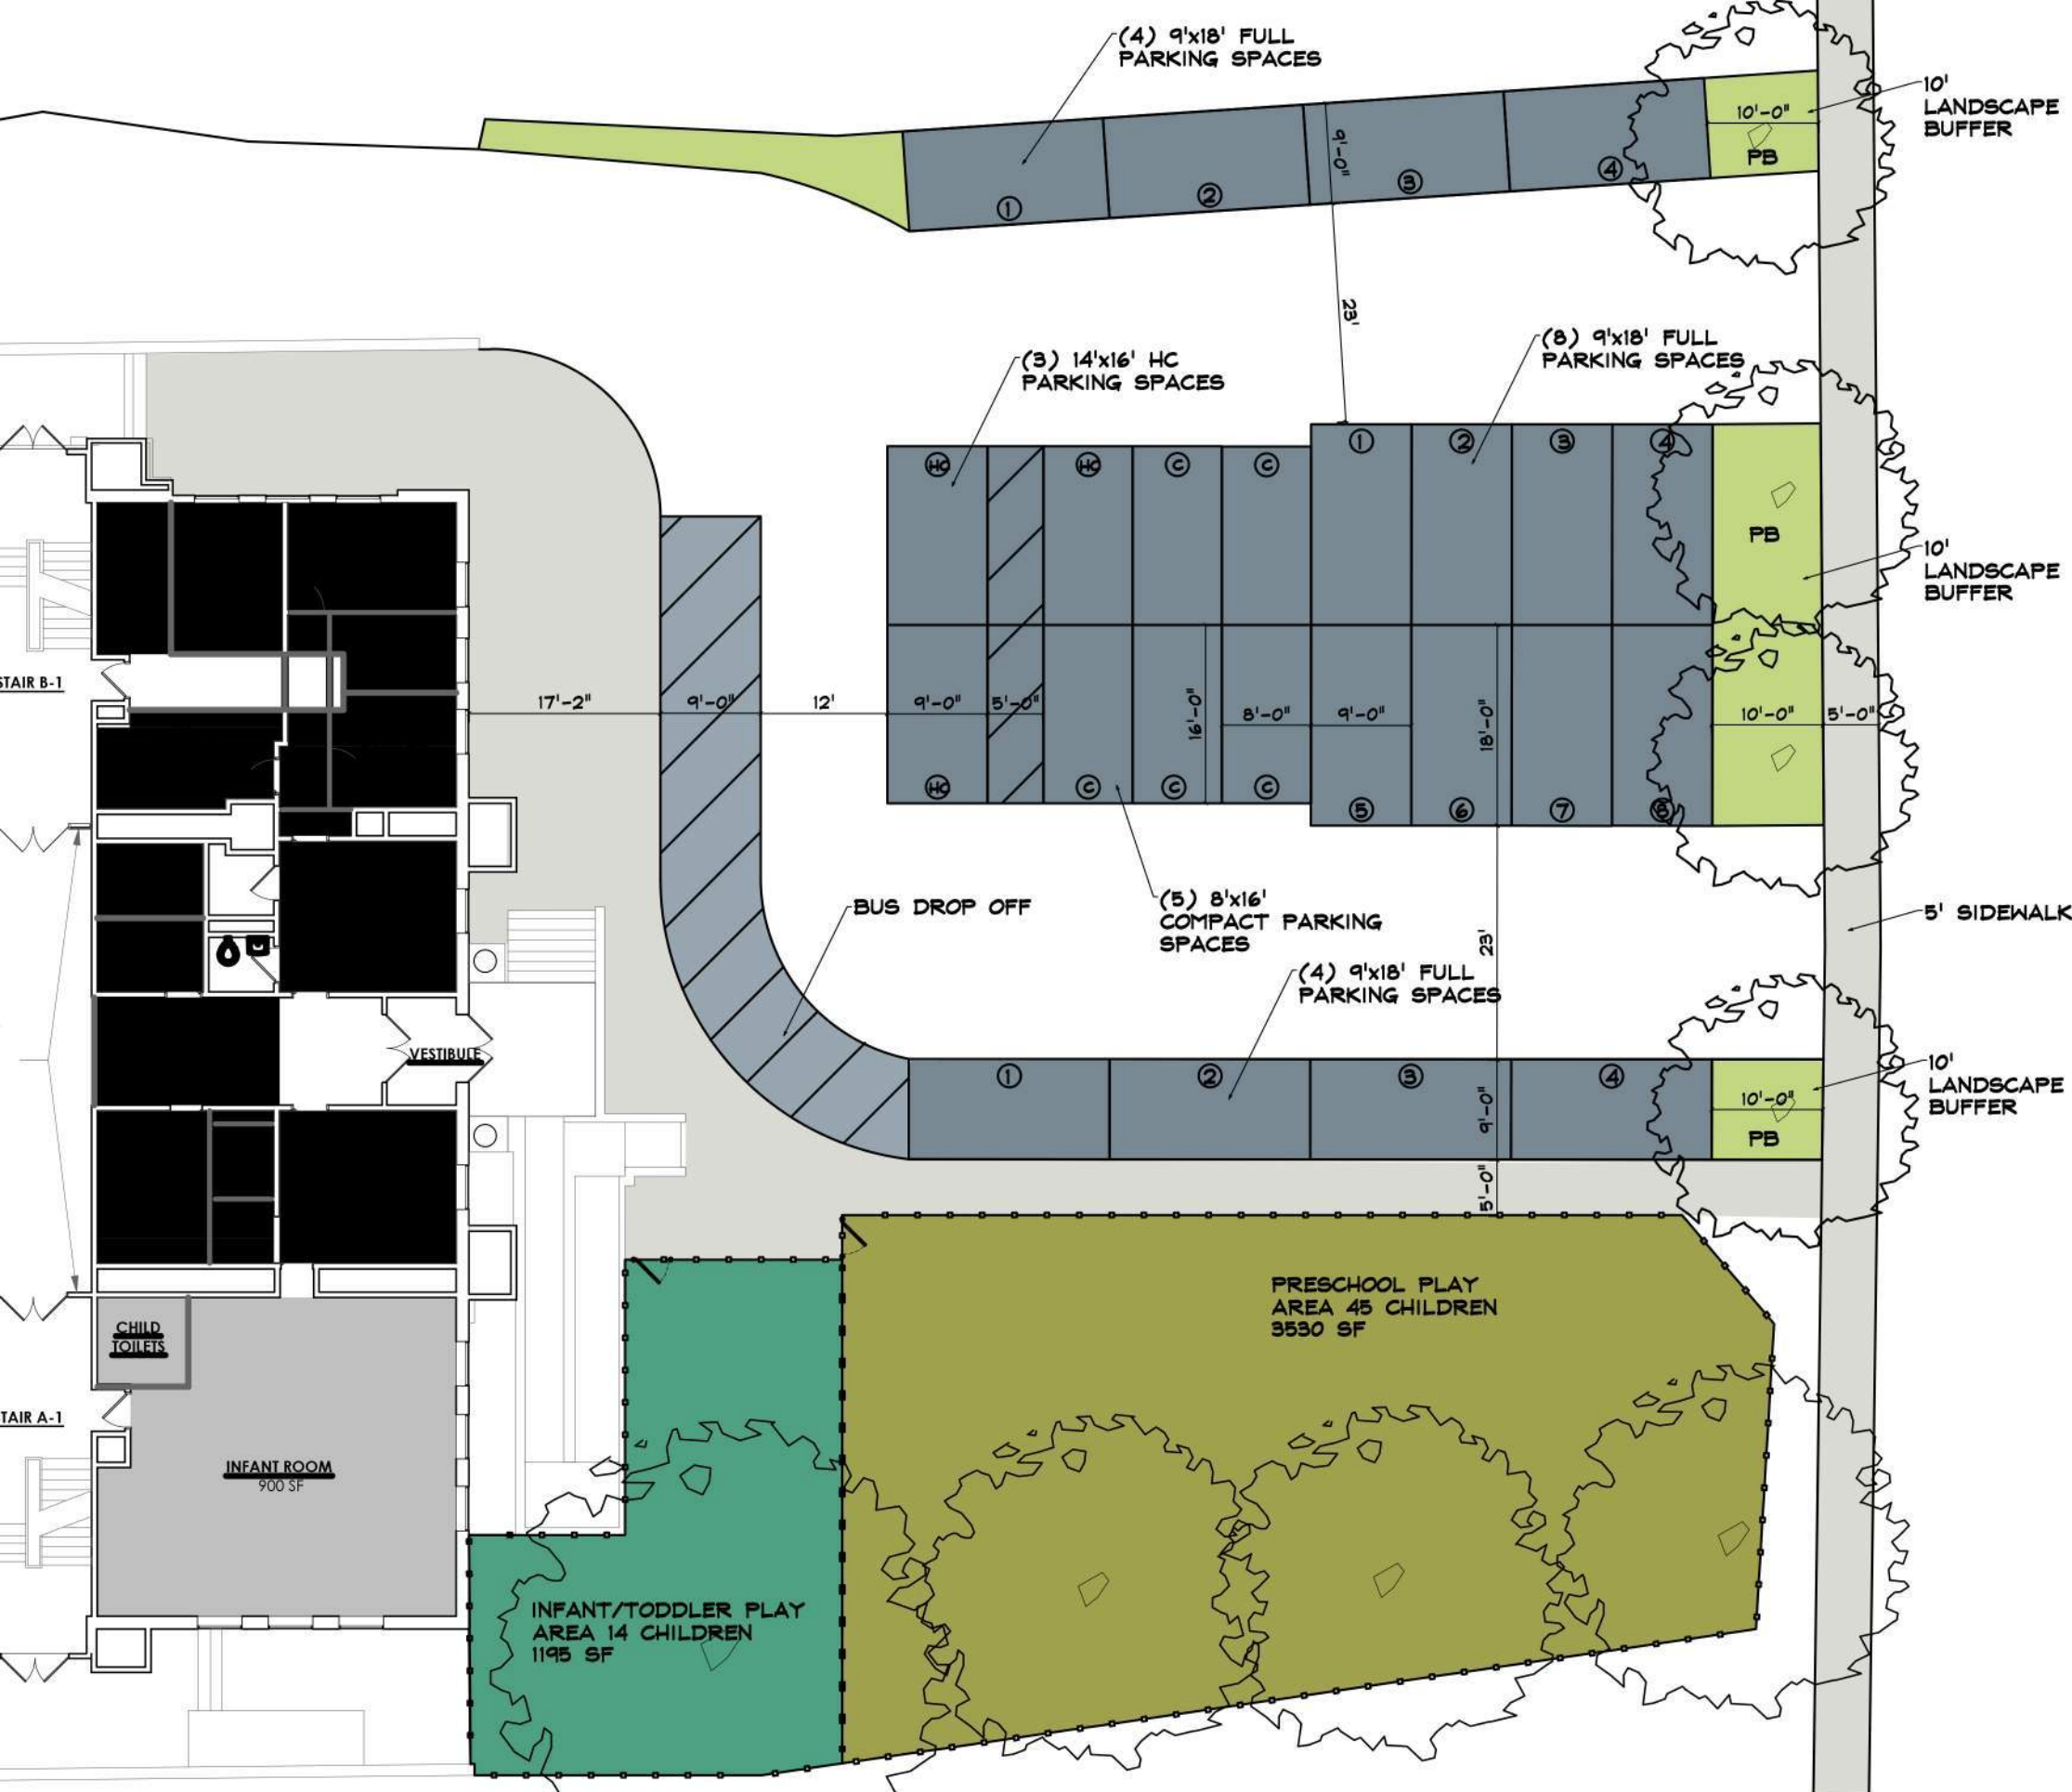 (4) 9'x18' FULL
PARKING SPACES
10'
LANDSCAPE
BUFFER
10'-0"
PB
9'-0"
①
②
③
④
23'
(3) 14'x16' HC
PARKING SPACES
(8) 9'x18' FULL
PARKING SPACES
HC
HC
C
C
①
②
③
④
PB
10'
LANDSCAPE
BUFFER
STAIR B-1
17'-2"
9'-0"
12'
9'-0"
5'-0"
16'-0"
8'-0"
9'-0"
18'-0"
10'-0"
5'-0"
HC
C
C
C
⑤
⑥
⑦
⑧
BUS DROP OFF
(5) 8'x16'
COMPACT PARKING
SPACES
23'
5' SIDEWALK
(4) 9'x18' FULL
PARKING SPACES
VESTIBULE
①
②
③
④
9'-0"
10'-0"
PB
10'
LANDSCAPE
BUFFER
5'-0"
PRESCHOOL PLAY
AREA 45 CHILDREN
3530 SF
CHILD
TOILETS
TAIR A-1
INFANT ROOM
900 SF
INFANT/TODDLER PLAY
AREA 14 CHILDREN
1195 SF